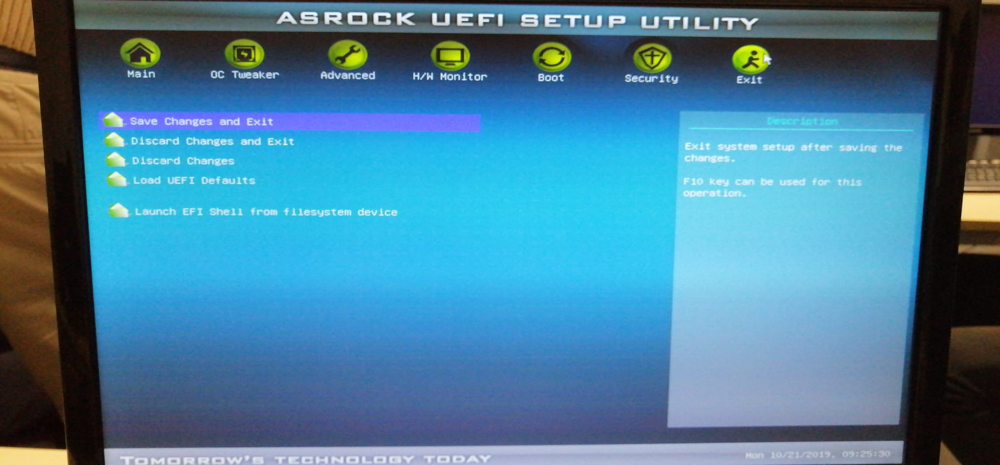 ASROCK UEFI SETUP UTILITY
Main OC Tweaker Advanced H/W Monitor Boot Security Exit
Save Changes and Exit
Discard Changes and Exit
Discard Changes
Load UEFI Defaults
Launch EFI Shell from filesystem device
Description
Exit system setup after saving the
changes.
F10 key can be used for this
operation.
TOMORROW'S TECHNOLOGY TODAY
Mon 10/21/2019, 09:25:30